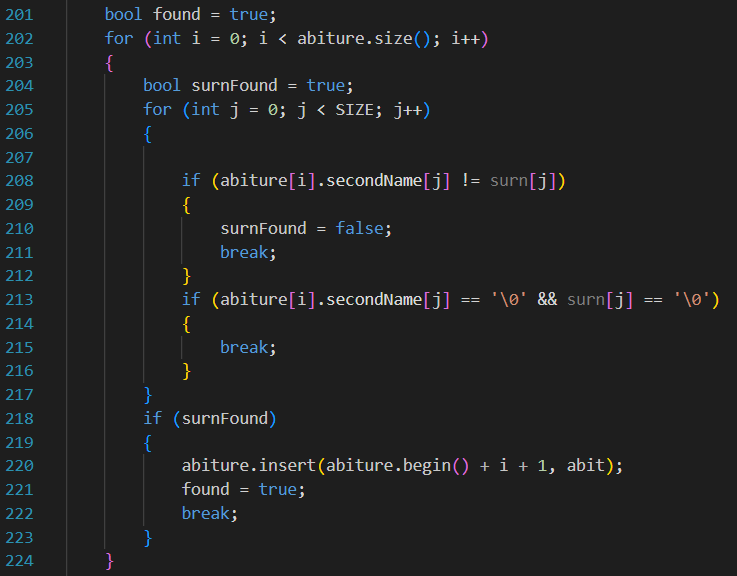 201 bool found = true;
202 for (int i = 0; i < abiture.size(); i++)
203 {
204 bool surnFound = true;
205 for (int j = 0; j < SIZE; j++)
206 {
207
208 if (abiture[i].secondName[j] != surn[j])
209 {
210 surnFound = false;
211 break;
212 }
213 if (abiture[i].secondName[j] == '\0' && surn[j] == '\0')
214 {
215 break;
216 }
217 }
218 if (surnFound)
219 {
220 abiture.insert(abiture.begin() + i + 1, abit);
221 found = true;
222 break;
223 }
224 }